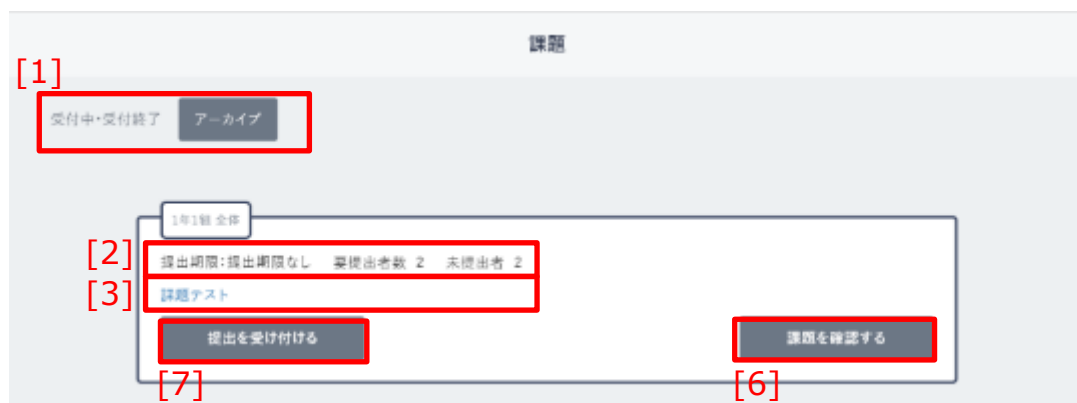 課題
[1]
受付中・受付終了 アーカイブ
1年1組 全体
[2] 提出期限：提出期限なし 要提出者数 2 未提出者 2
[3] 課題テスト
提出を受け付ける 課題を確認する
[7] [6]